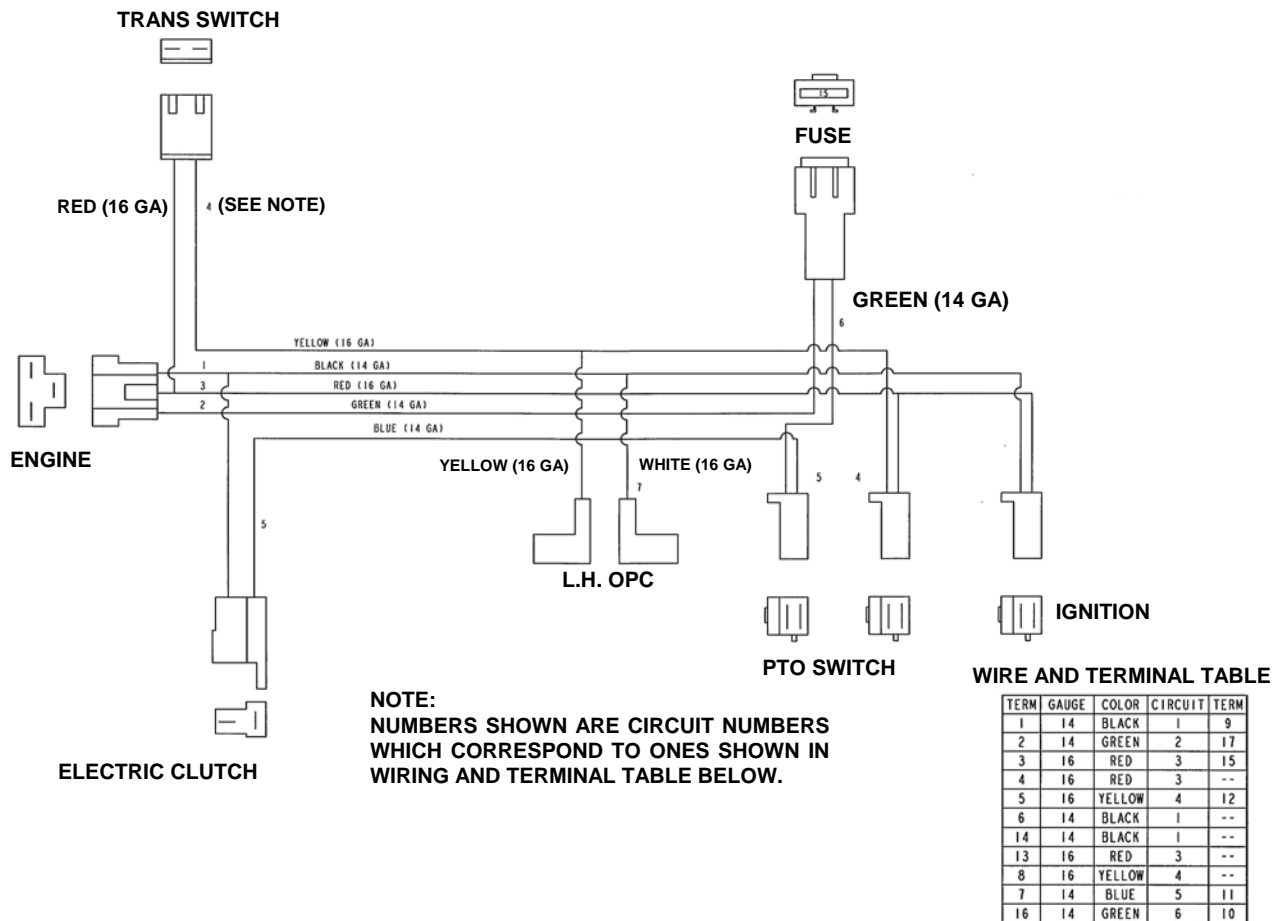 TRANS SWITCH
15
FUSE
RED (16 GA)
4 (SEE NOTE)
GREEN (14 GA)
6
YELLOW (16 GA)
1
BLACK (14 GA)
3
RED (16 GA)
2
GREEN (14 GA)
BLUE (14 GA)
ENGINE
YELLOW (16 GA)
WHITE (16 GA)
7
5
4
5
L.H. OPC
IGNITION
PTO SWITCH
ELECTRIC CLUTCH
NOTE:
NUMBERS SHOWN ARE CIRCUIT NUMBERS
WHICH CORRESPOND TO ONES SHOWN IN
WIRING AND TERMINAL TABLE BELOW.
WIRE AND TERMINAL TABLE
TERM GAUGE COLOR CIRCUIT TERM
1 14 BLACK 1 9
2 14 GREEN 2 17
3 16 RED 3 15
4 16 RED 3 --
5 16 YELLOW 4 12
6 14 BLACK 1 --
14 14 BLACK 1 --
13 16 RED 3 --
8 16 YELLOW 4 --
7 14 BLUE 5 11
16 14 GREEN 6 10